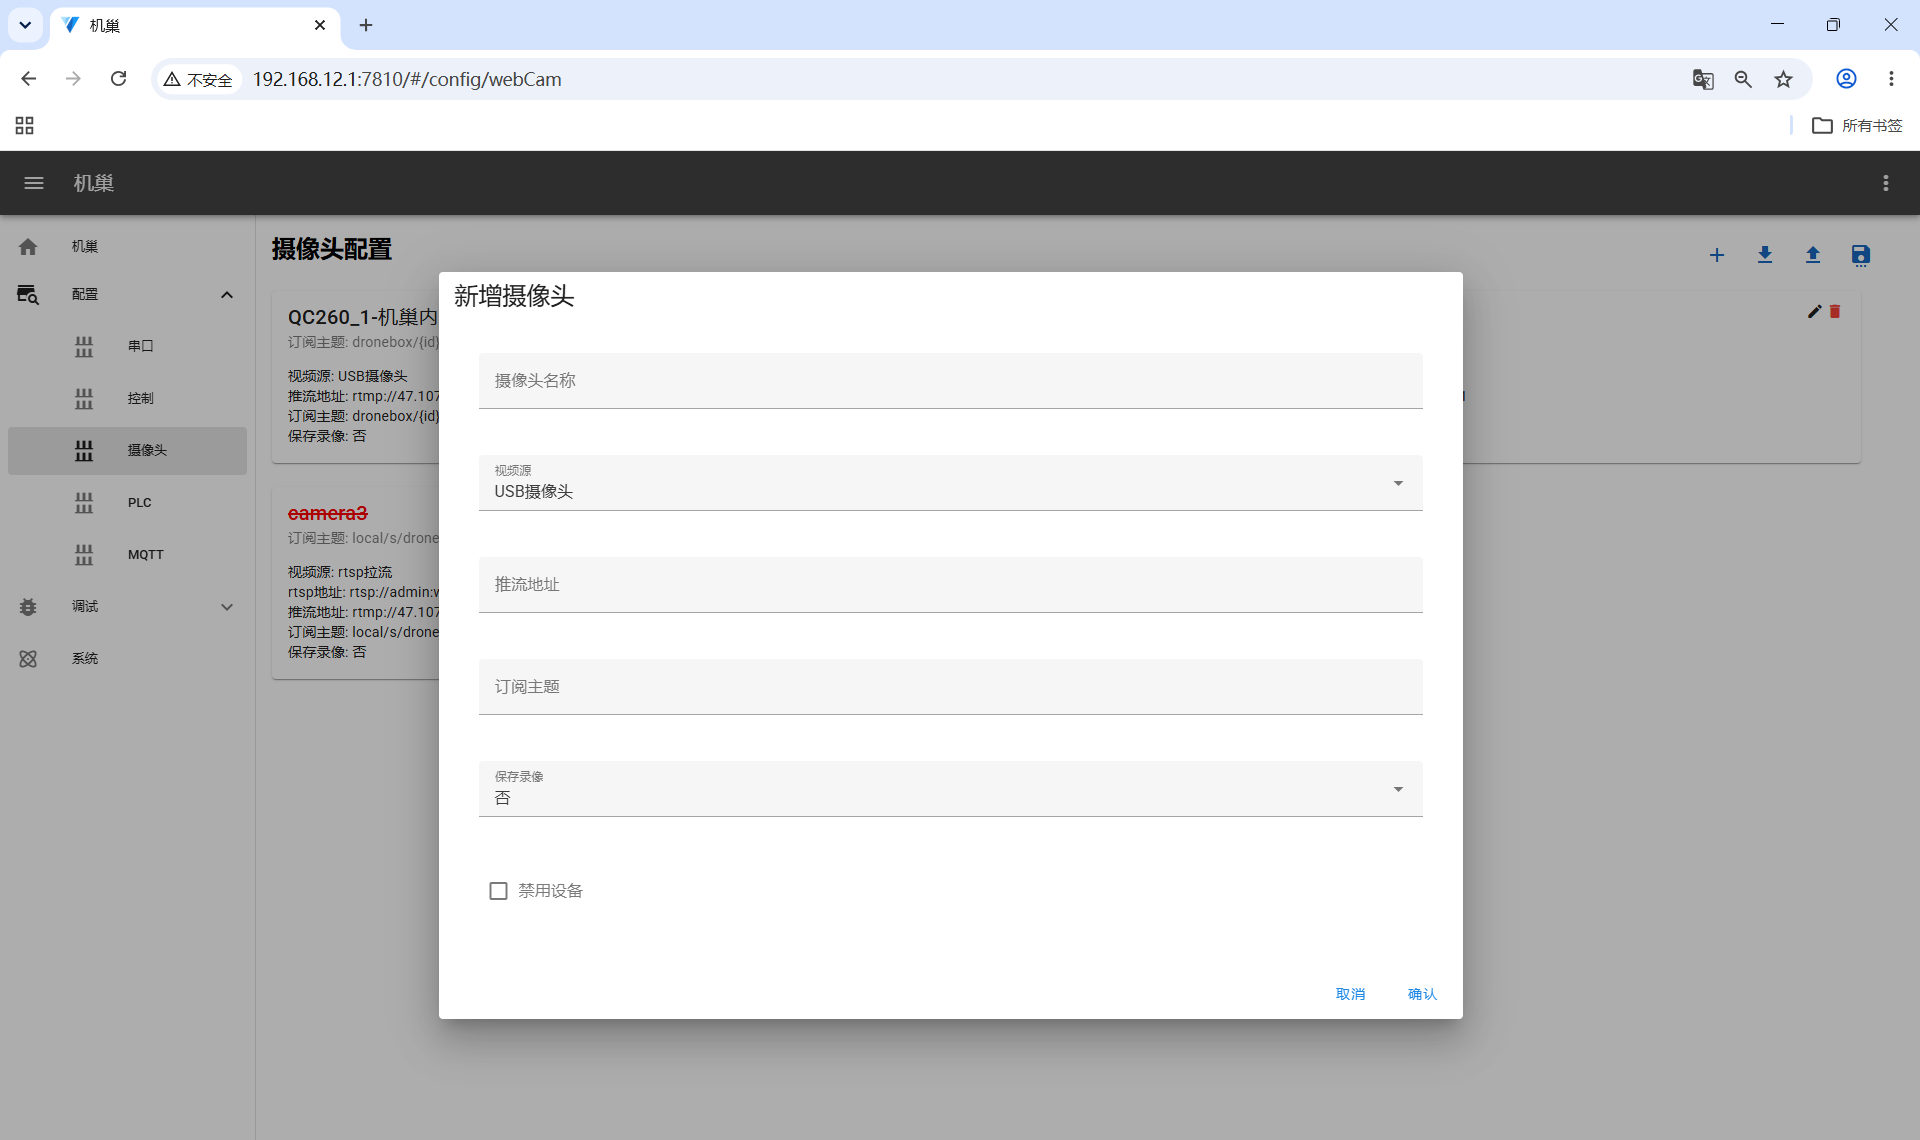 机巢
不安全
192.168.12.1:7810/#/config/webCam
所有书签
机巢
机巢
配置
串口
控制
摄像头
PLC
MQTT
调试
系统
摄像头配置
QC260_1-机巢内
订阅主题: dronebox/{id}
视频源: USB摄像头
推流地址: rtmp://47.107
订阅主题: dronebox/{id}
保存录像: 否
camera3
订阅主题: local/s/drone
视频源: rtsp拉流
rtsp地址: rtsp://admin:w
推流地址: rtmp://47.107
订阅主题: local/s/drone
保存录像: 否
新增摄像头
摄像头名称
视频源
USB摄像头
推流地址
订阅主题
保存录像
否
禁用设备
取消
确认